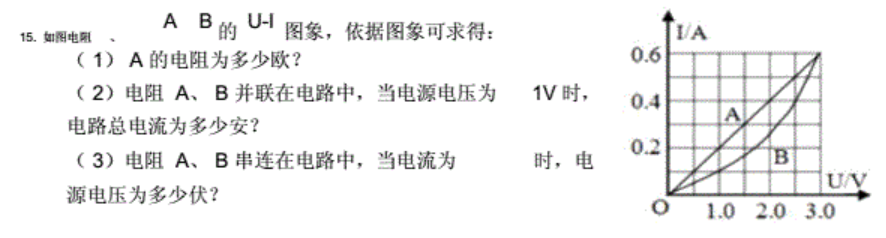 15. 如图电阻 、 A B 的 U-I 图象，依据图象可求得：
（ 1） A 的电阻为多少欧？
（ 2）电阻 A、 B 并联在电路中，当电源电压为 1V 时，
电路总电流为多少安？
（ 3）电阻 A、 B 串连在电路中，当电流为 时，电
源电压为多少伏？
I/A
0.6
0.4
A
0.2
B
U/V
O 1.0 2.0 3.0